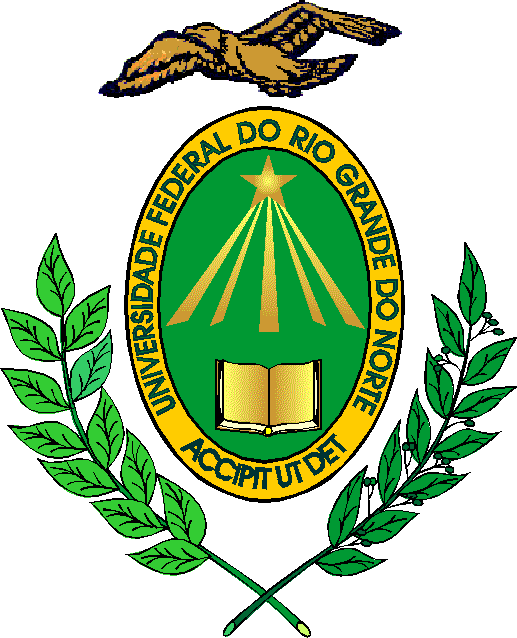 UNIVERSIDADE FEDERAL DO RIO GRANDE DO NORTE
ACCIPIT UT DET